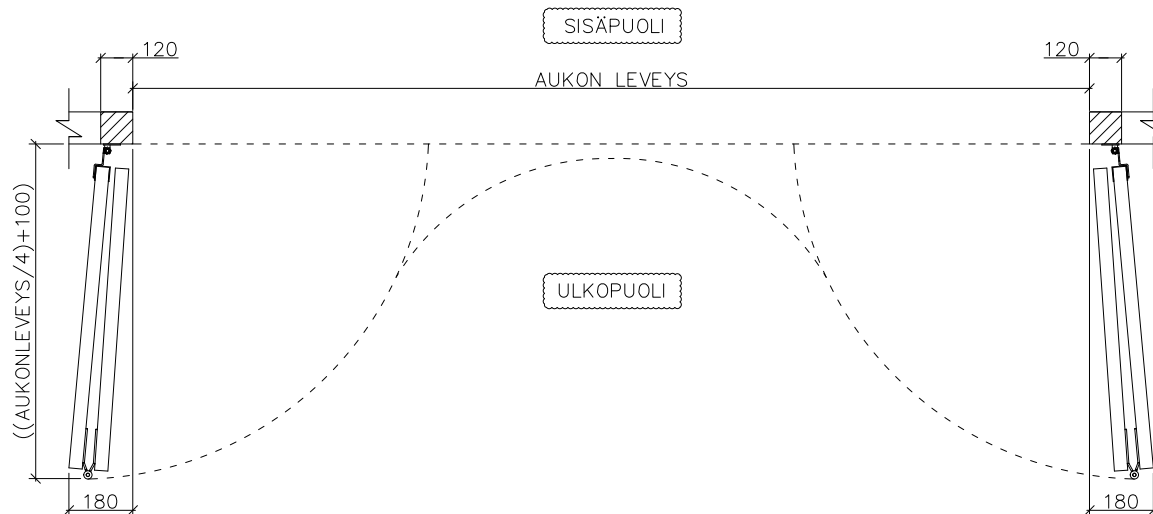 SISÄPUOLI
120
120
AUKON LEVEYS
((AUKONLEVEYS/4)+100)
ULKOPUOLI
180
180